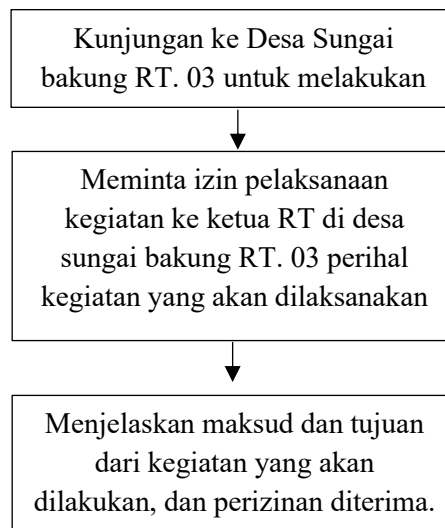 Kunjungan ke Desa Sungai
bakung RT. 03 untuk melakukan
Meminta izin pelaksanaan
kegiatan ke ketua RT di desa
sungai bakung RT. 03 perihal
kegiatan yang akan dilaksanakan
Menjelaskan maksud dan tujuan
dari kegiatan yang akan
dilakukan, dan perizinan diterima.